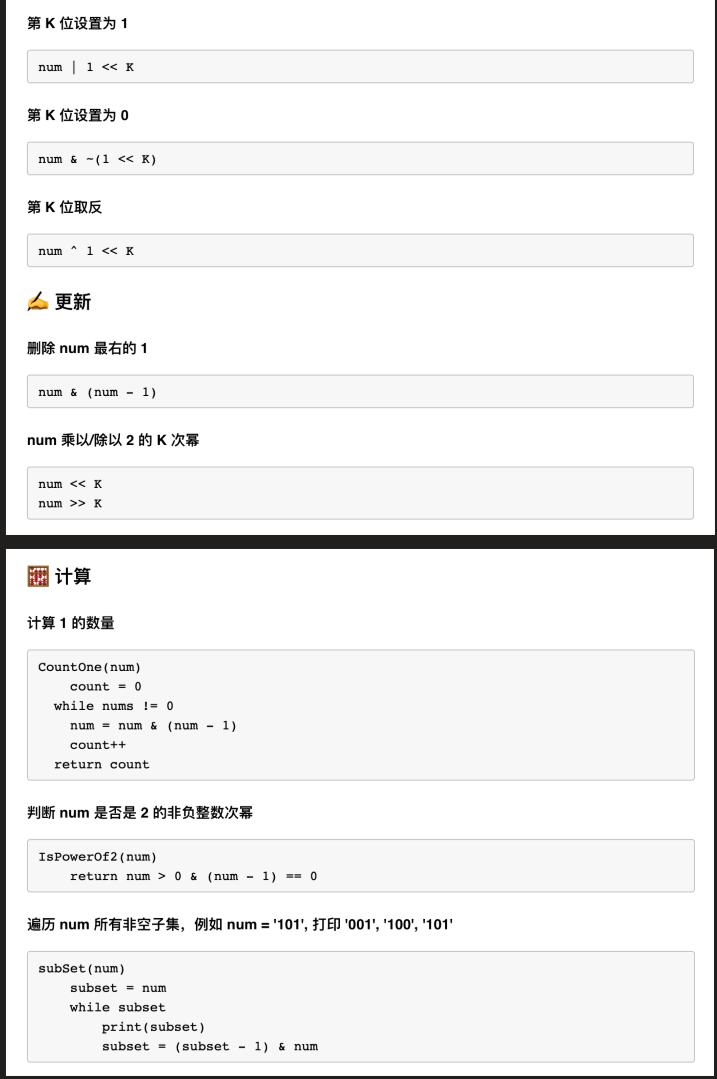 第 K 位设置为 1
num | 1 << K
第 K 位设置为 0
num & ~(1 << K)
第 K 位取反
num ^ 1 << K
✍️ 更新
删除 num 最右的 1
num & (num - 1)
num 乘以/除以 2 的 K 次幂
num << K
num >> K
🧮 计算
计算 1 的数量
CountOne(num)
    count = 0
  while nums != 0
    num = num & (num - 1)
    count++
  return count
判断 num 是否是 2 的非负整数次幂
IsPowerOf2(num)
    return num > 0 & (num - 1) == 0
遍历 num 所有非空子集，例如 num = '101', 打印 '001', '100', '101'
subSet(num)
    subset = num
    while subset
        print(subset)
        subset = (subset - 1) & num